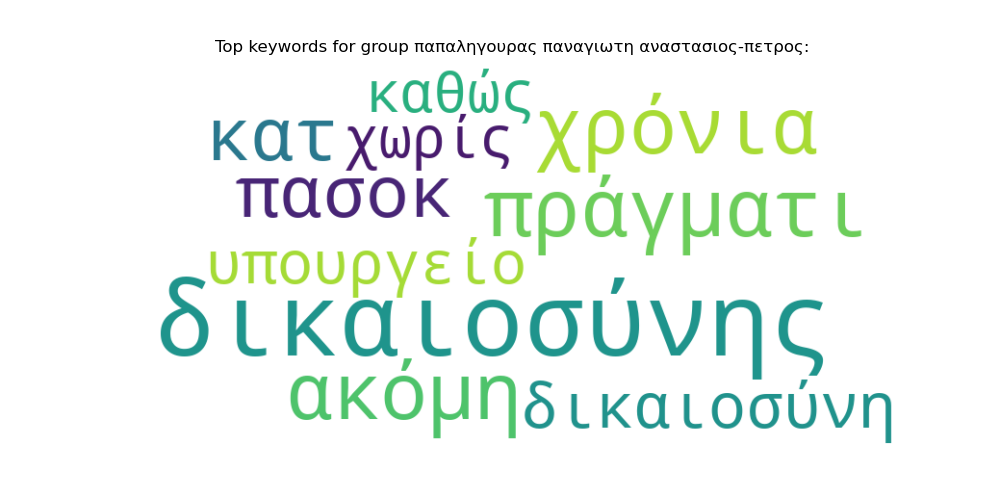 Top keywords for group παπαληγουρας παναγιωτη αναστασιος-πετρος:
καθώς
κατ χωρίς χρόνια
πασοκ πράγματι
υπουργείο
δικαιοσύνης
ακόμη δικαιοσύνη